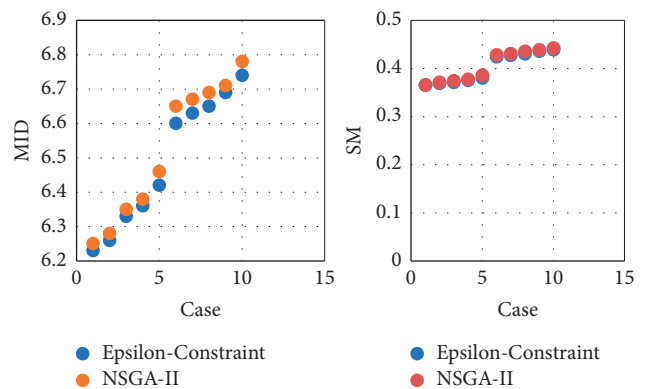 6.9
6.8
6.7
6.6
6.5
6.4
6.3
6.2
MID
0 5 10 15
Case
Epsilon-Constraint
NSGA-II
0.5
0.4
0.3
0.2
0.1
0
SM
0 5 10 15
Case
Epsilon-Constraint
NSGA-II